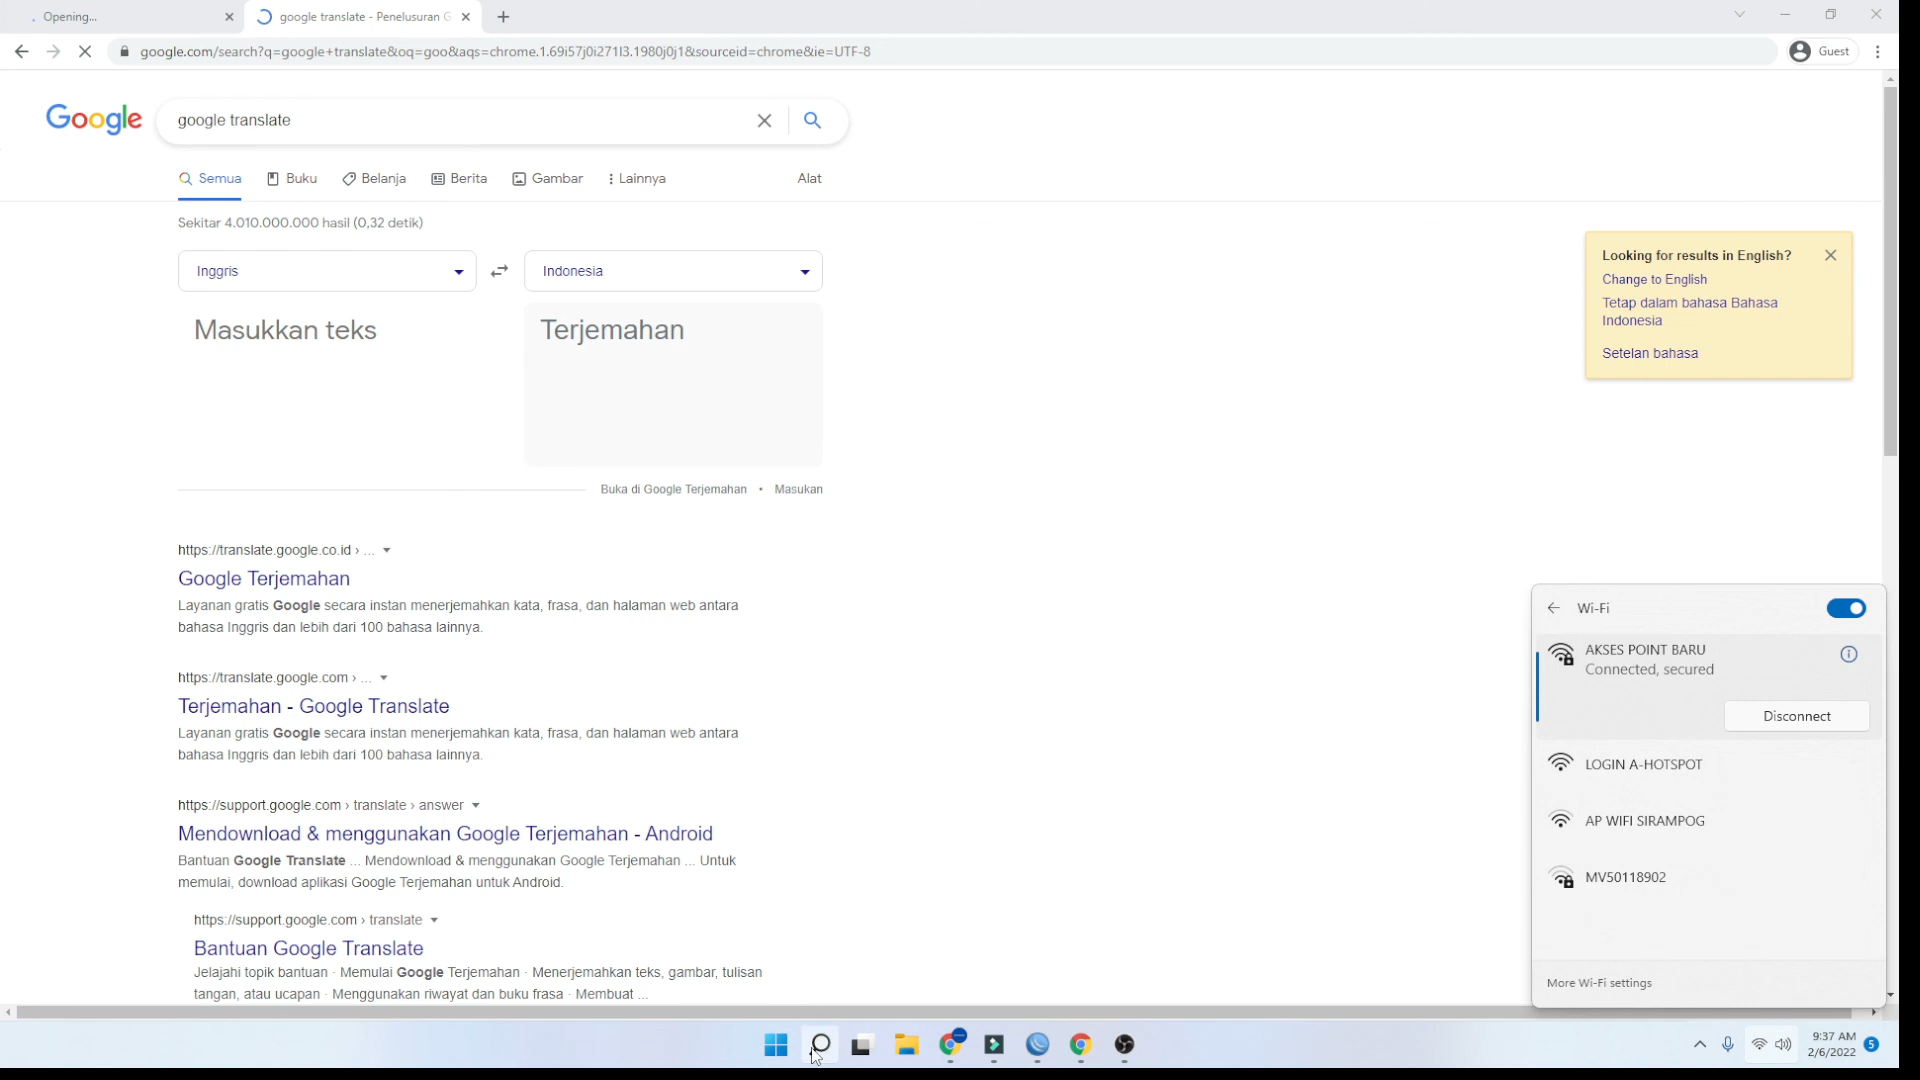 Opening...
google translate - Penelusuran G
google.com/search?q=google+translate&oq=goo&aqs=chrome.1.69i57j0i271l3.1980j0j1&sourceid=chrome&ie=UTF-8
Guest
Google
google translate
Semua
Buku
Belanja
Berita
Gambar
Lainnya
Alat
Sekitar 4.010.000.000 hasil (0,32 detik)
Inggris
Indonesia
Masukkan teks
Terjemahan
Buka di Google Terjemahan • Masukan
Looking for results in English?
Change to English
Tetap dalam bahasa Bahasa
Indonesia
Setelan bahasa
https://translate.google.co.id › ...
Google Terjemahan
Layanan gratis Google secara instan menerjemahkan kata, frasa, dan halaman web antara
bahasa Inggris dan lebih dari 100 bahasa lainnya.
https://translate.google.com › ...
Terjemahan - Google Translate
Layanan gratis Google secara instan menerjemahkan kata, frasa, dan halaman web antara
bahasa Inggris dan lebih dari 100 bahasa lainnya.
https://support.google.com › translate › answer
Mendownload & menggunakan Google Terjemahan - Android
Bantuan Google Translate ... Mendownload & menggunakan Google Terjemahan ... Untuk
memulai, download aplikasi Google Terjemahan untuk Android.
https://support.google.com › translate
Bantuan Google Translate
Jelajahi topik bantuan · Memulai Google Terjemahan · Menerjemahkan teks, gambar, tulisan
tangan, atau ucapan · Menggunakan riwayat dan buku frasa · Membuat ...
Wi-Fi
AKSES POINT BARU
Connected, secured
Disconnect
LOGIN A-HOTSPOT
AP WIFI SIRAMPOG
MV50118902
More Wi-Fi settings
9:37 AM
2/6/2022
5